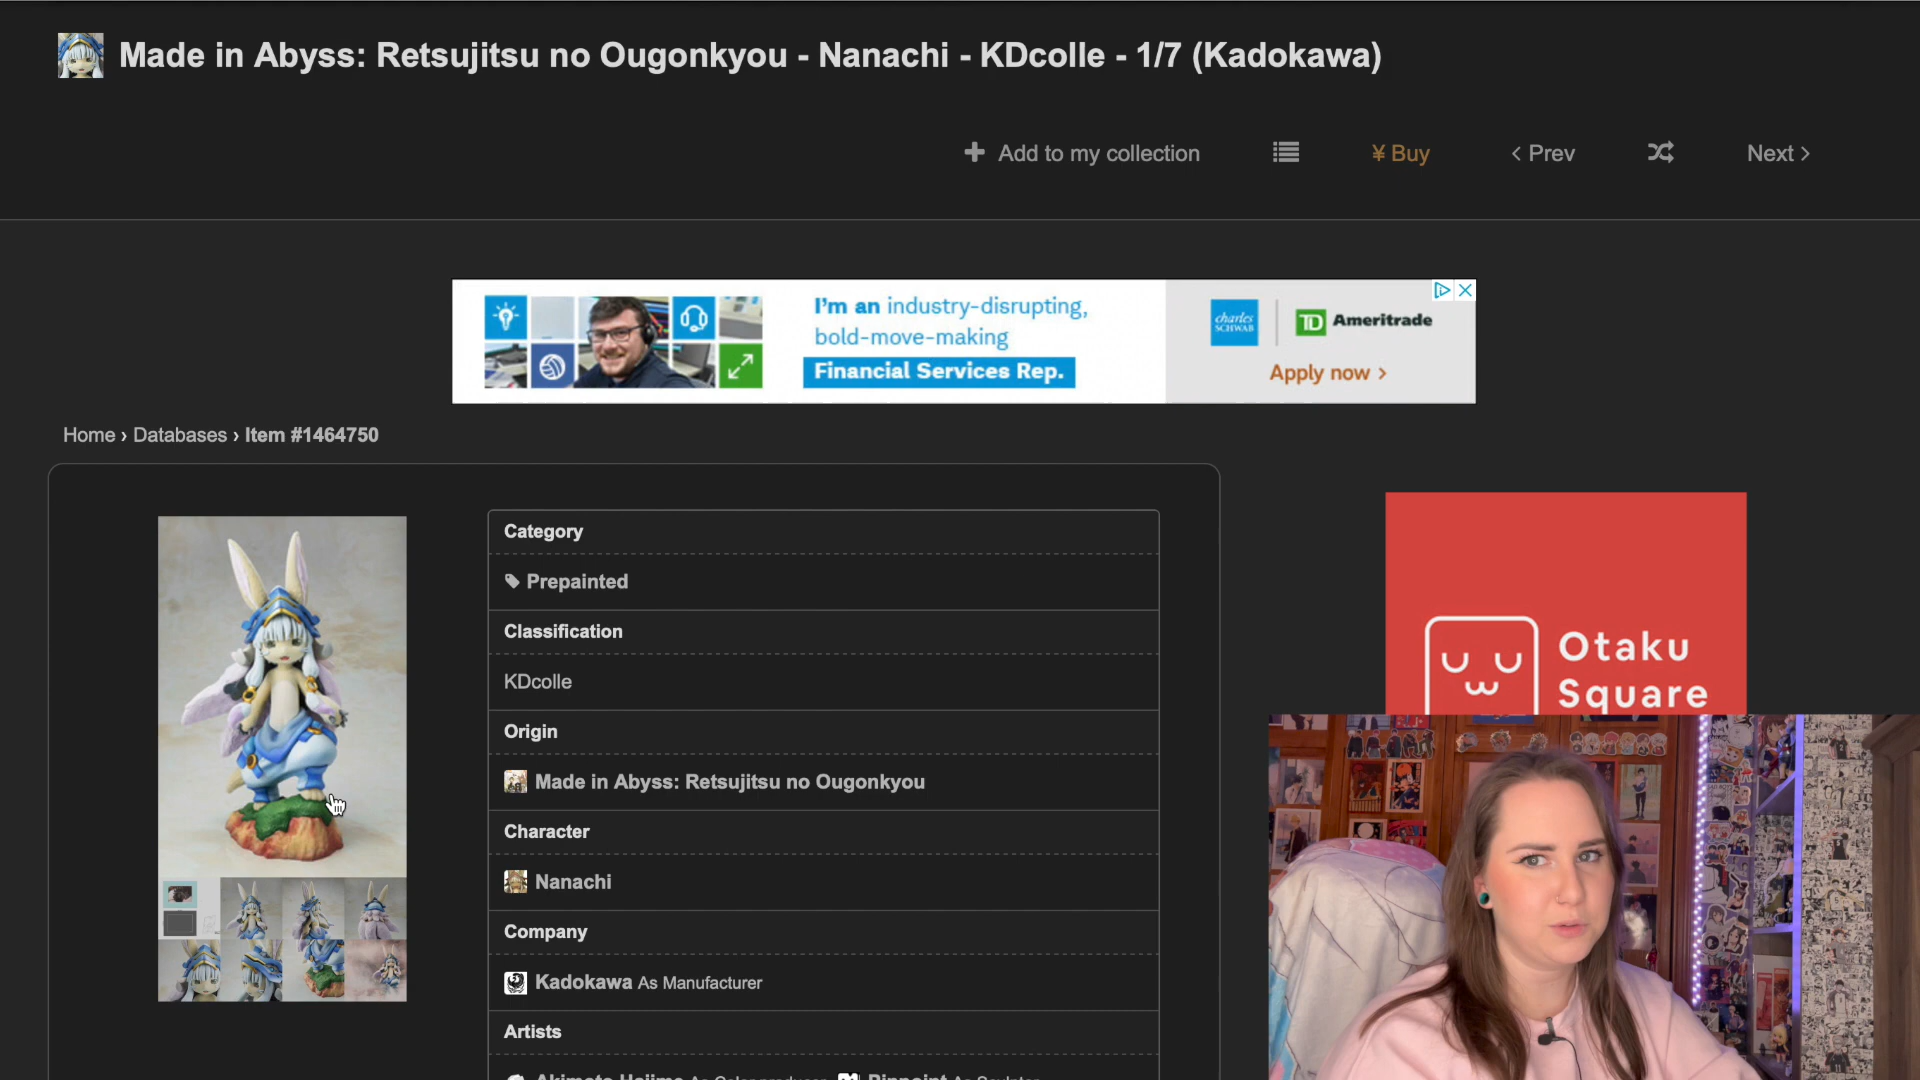 Made in Abyss: Retsujitsu no Ougonkyou - Nanachi - KDcolle - 1/7 (Kadokawa)
Add to my collection
¥ Buy
‹ Prev
Next ›
I'm an industry-disrupting,
bold-move-making
Financial Services Rep.
charles
SCHWAB
TD Ameritrade
Apply now ›
Home › Databases › Item #1464750
Category
Prepainted
Classification
KDcolle
Origin
Made in Abyss: Retsujitsu no Ougonkyou
Character
Nanachi
Company
Kadokawa As Manufacturer
Artists
Otaku
Square